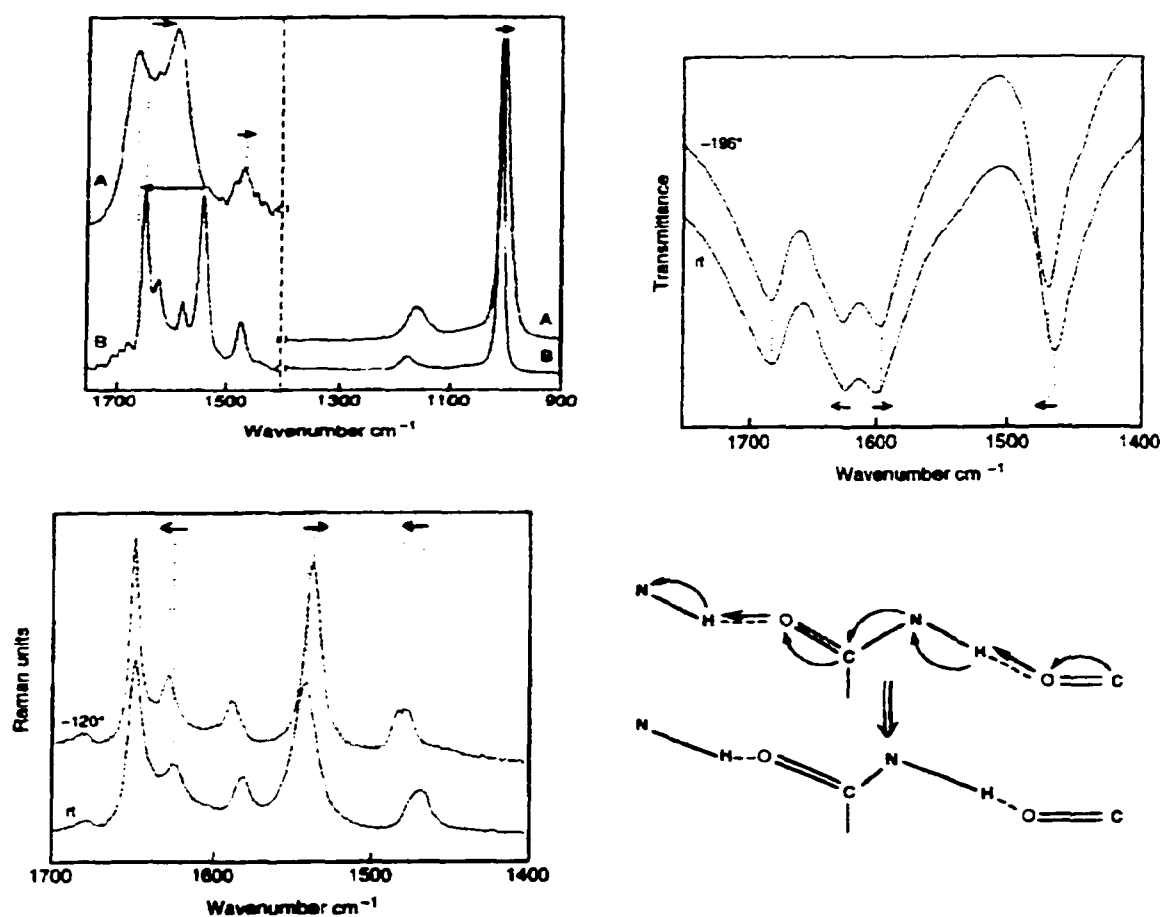 A
B
A
B
1700 1500 1300 1100 900
Wavenumber cm⁻¹
Transmittance
−196°
rt
1700 1600 1500 1400
Wavenumber cm⁻¹
Raman units
−120°
rt
1700 1600 1500 1400
Wavenumber cm⁻¹
N
H O N
C H O C
N
H O N
C H O C